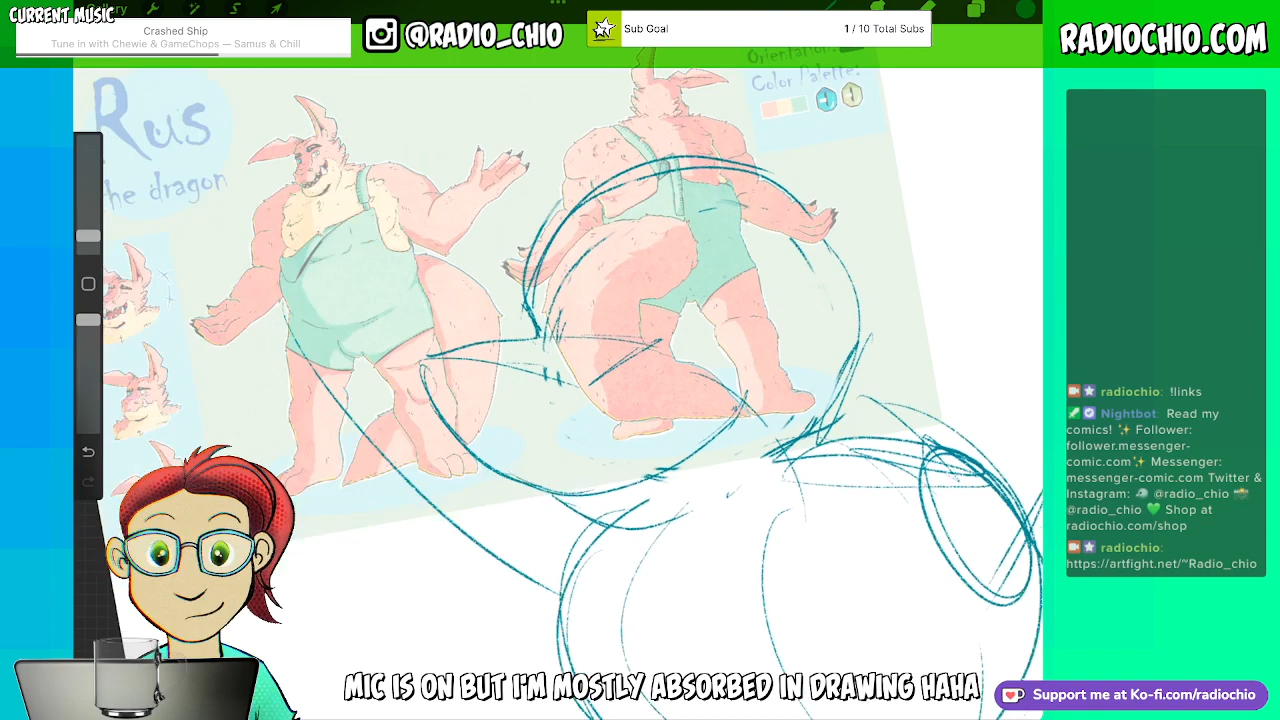 CURRENT MUSIC
Gallery
Crashed Ship
Tune in with Chewie & GameChops — Samus & Chill
@RADIO_CHIO
Sub Goal
1 / 10 Total Subs
RADIOCHIO.COM
Orientation:
Color Palette:
Rus
the dragon
radiochio: !links
Nightbot: Read my
comics! ✨ Follower:
follower.messenger-
comic.com✨ Messenger:
messenger-comic.com Twitter &
Instagram: @radio_chio
@radio_chio 💚 Shop at
radiochio.com/shop
radiochio:
https://artfight.net/~Radio_chio
MIC IS ON BUT I'M MOSTLY ABSORBED IN DRAWING HAHA
Support me at Ko-fi.com/radiochio